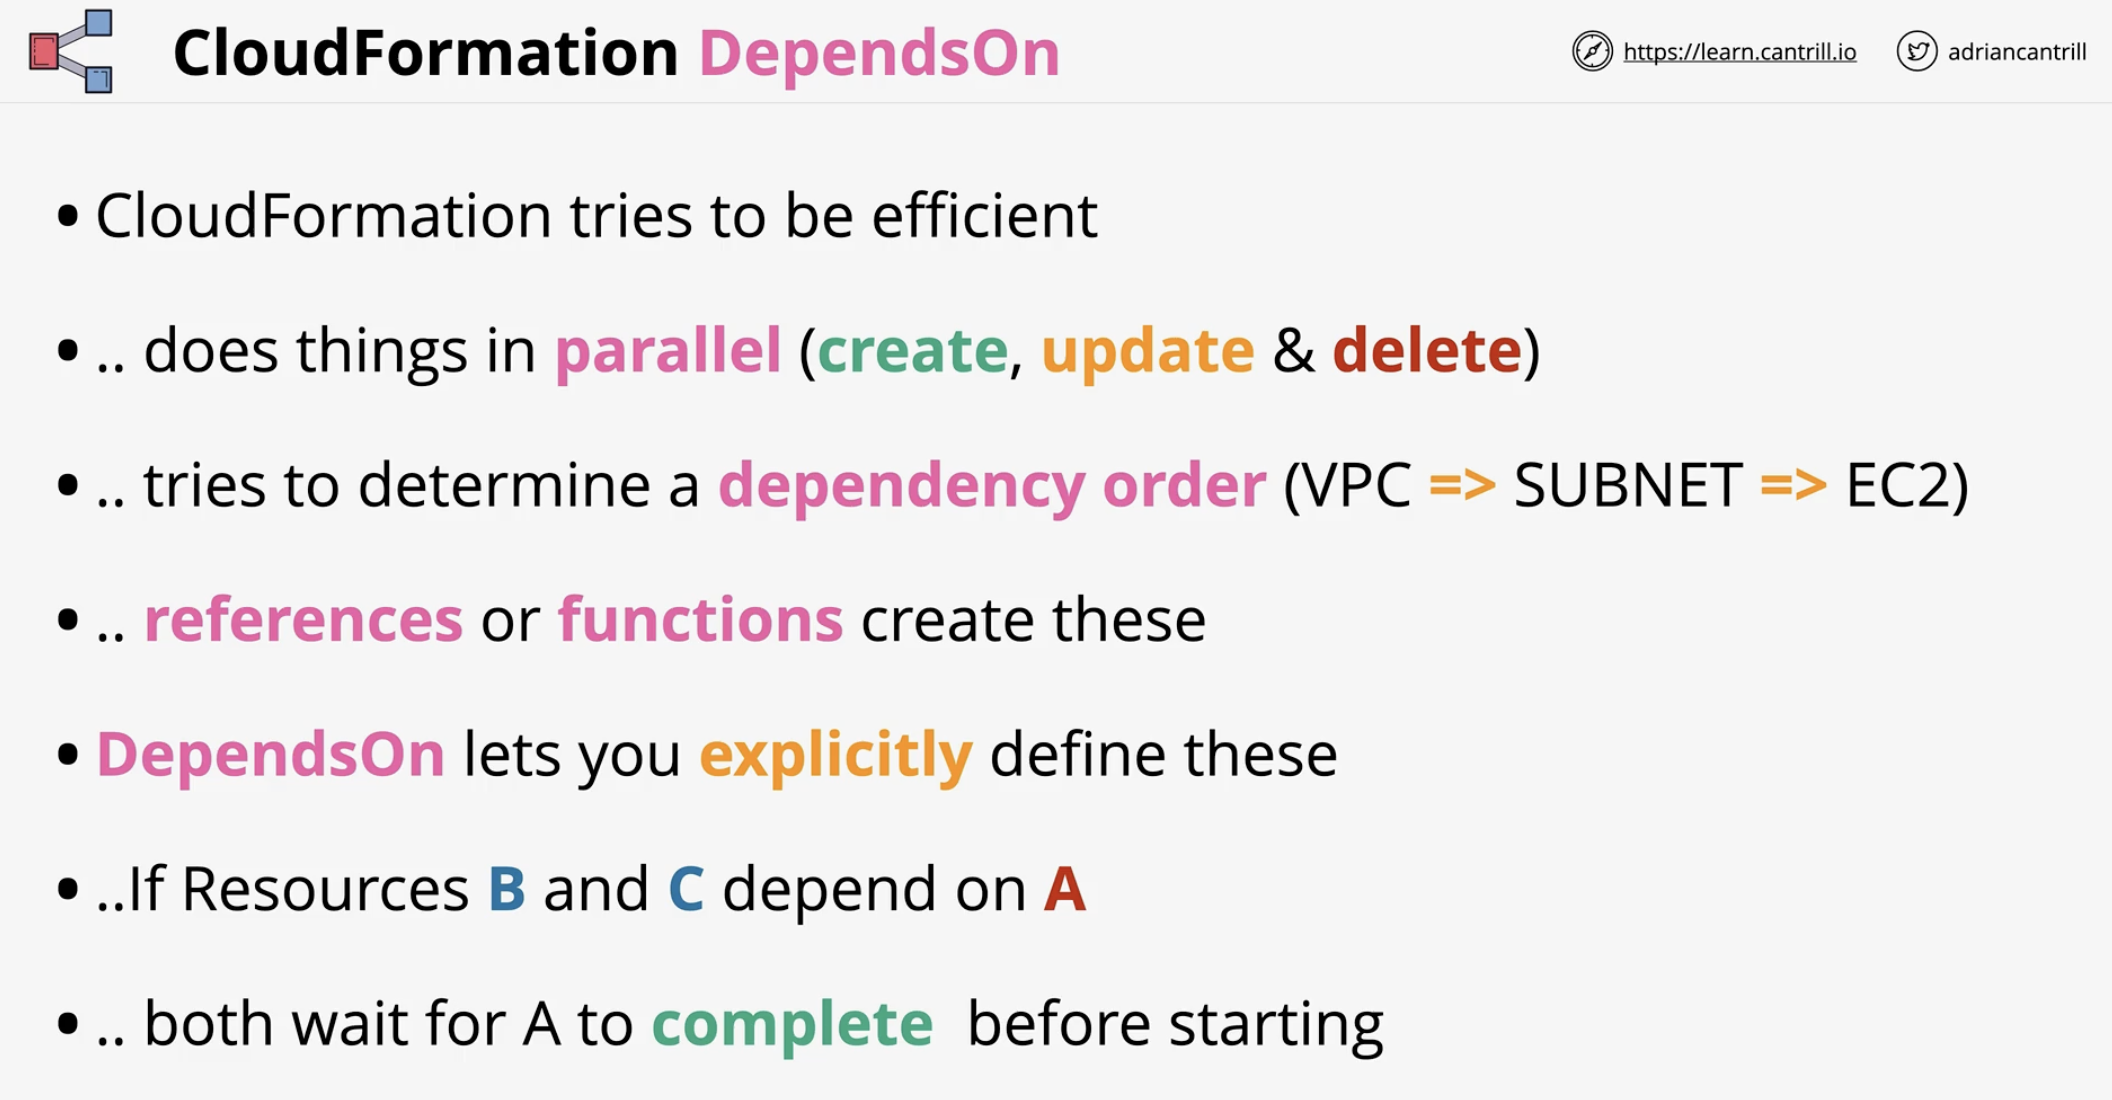 CloudFormation DependsOn
https://learn.cantrill.io
adriancantrill
• CloudFormation tries to be efficient
• .. does things in parallel (create, update & delete)
• .. tries to determine a dependency order (VPC => SUBNET => EC2)
• .. references or functions create these
• DependsOn lets you explicitly define these
• ..If Resources B and C depend on A
• .. both wait for A to complete before starting